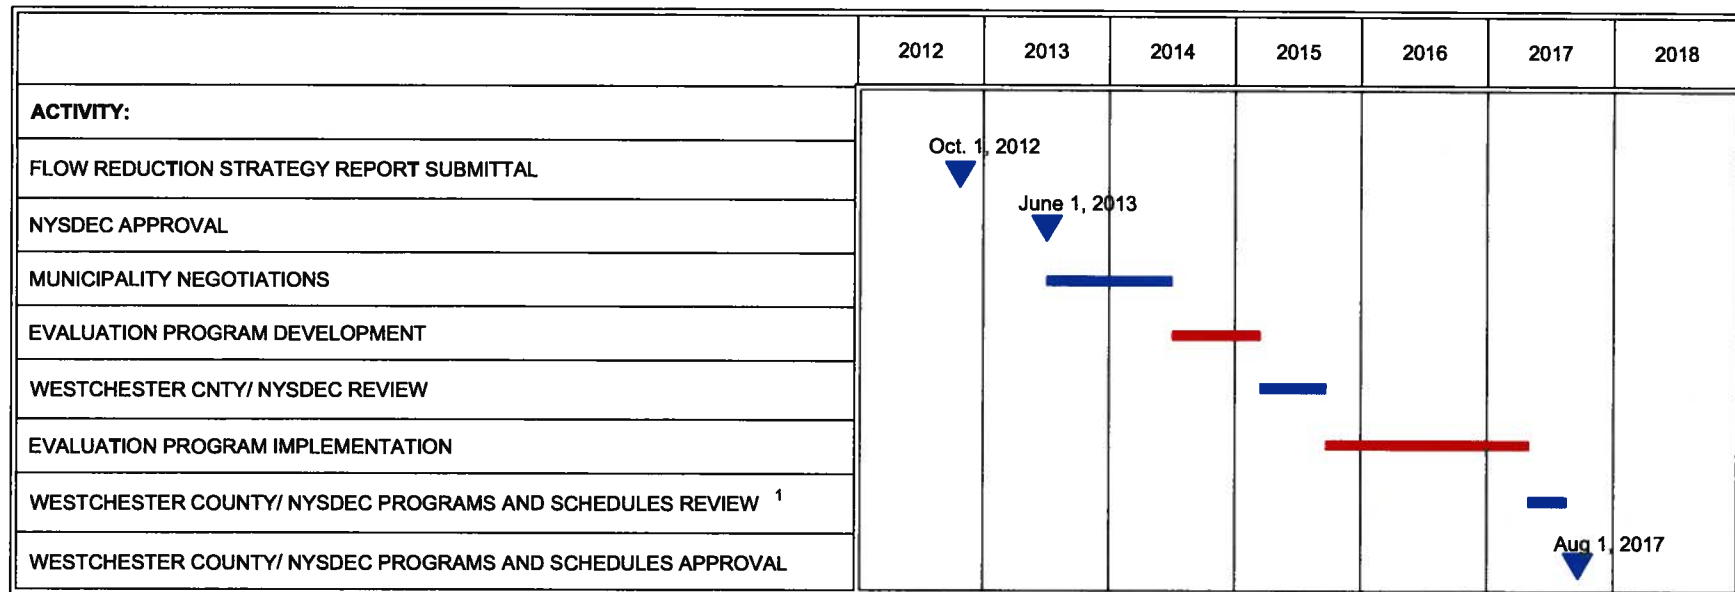 2012 2013 2014 2015 2016 2017 2018
ACTIVITY:
FLOW REDUCTION STRATEGY REPORT SUBMITTAL
Oct. 1, 2012
NYSDEC APPROVAL
June 1, 2013
MUNICIPALITY NEGOTIATIONS
EVALUATION PROGRAM DEVELOPMENT
WESTCHESTER CNTY/ NYSDEC REVIEW
EVALUATION PROGRAM IMPLEMENTATION
WESTCHESTER COUNTY/ NYSDEC PROGRAMS AND SCHEDULES REVIEW 1
WESTCHESTER COUNTY/ NYSDEC PROGRAMS AND SCHEDULES APPROVAL
Aug 1, 2017